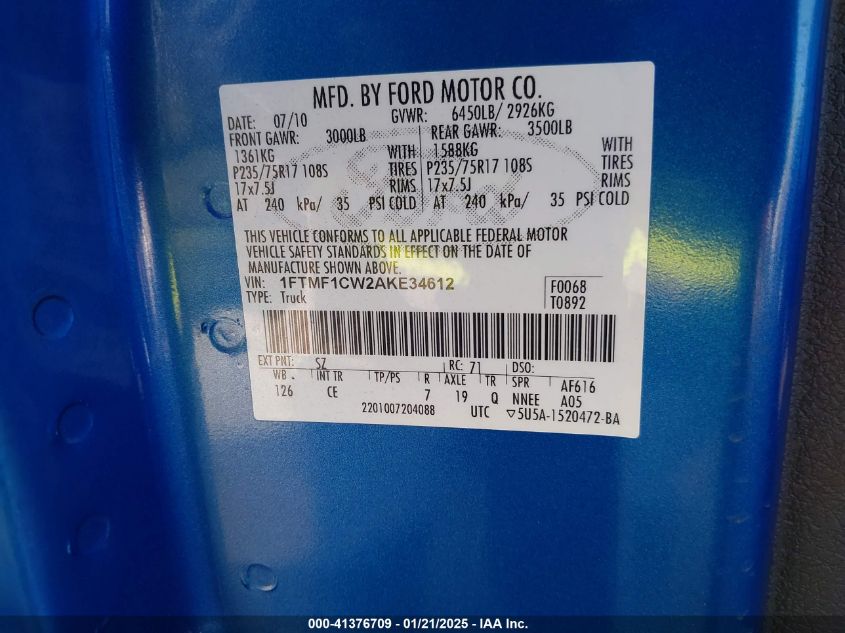 MFD. BY FORD MOTOR CO.
DATE: 07/10 GVWR: 6450LB/ 2926KG
FRONT GAWR: 3000LB REAR GAWR: 3500LB
1361KG WITH 1588KG WITH
P235/75R17 108S TIRES P235/75R17 108S TIRES
17x7.5J RIMS 17x7.5J RIMS
AT 240 kPa/ 35 PSI COLD AT 240 kPa/ 35 PSI COLD
THIS VEHICLE CONFORMS TO ALL APPLICABLE FEDERAL MOTOR
VEHICLE SAFETY STANDARDS IN EFFECT ON THE DATE OF
MANUFACTURE SHOWN ABOVE.
VIN: 1FTMF1CW2AKE34612 F0068
TYPE: Truck T0892
EXT PNT: SZ RC: 71 DSO:
WB INT TR TP/PS R AXLE TR SPR AF616
126 CE 7 19 Q NNEE A05
2201007204088 UTC ▽5U5A-1520472-BA
000-41376709 - 01/21/2025 - IAA Inc.